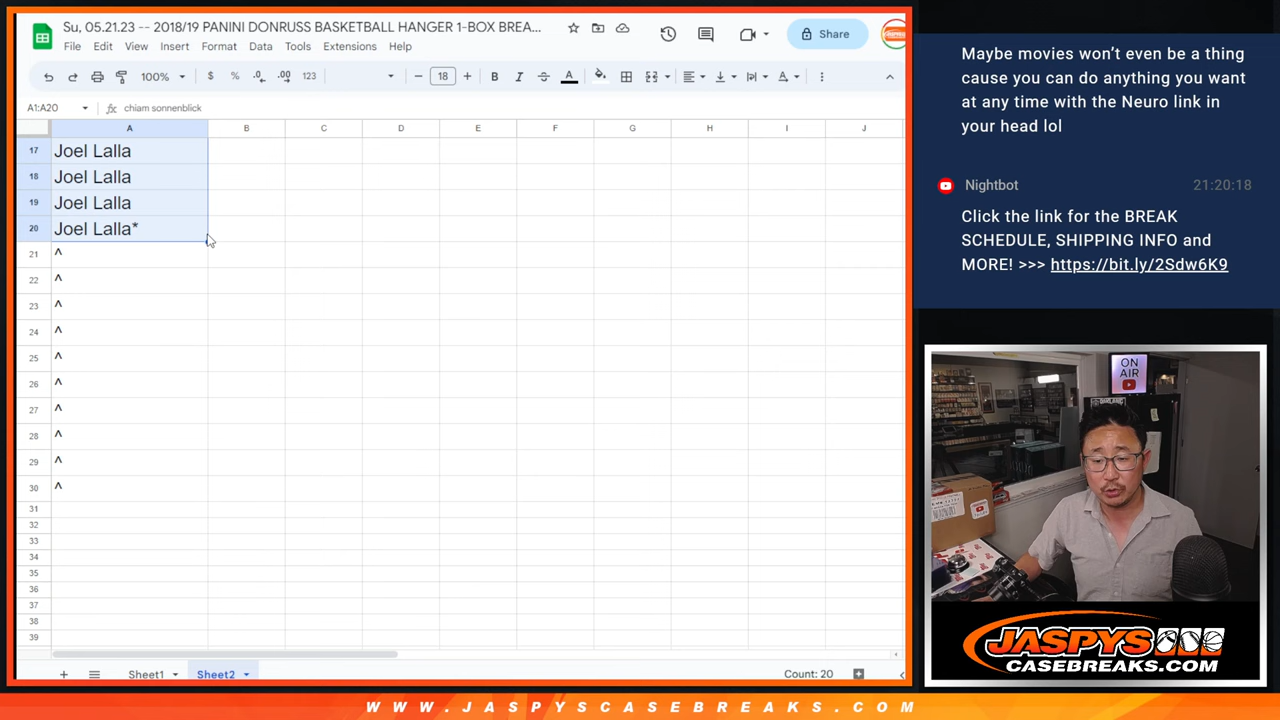 Su, 05.21.23 -- 2018/19 PANINI DONRUSS BASKETBALL HANGER 1-BOX BREA...
Share
File Edit View Insert Format Data Tools Extensions Help
100% $ % .0 .00 123 18 B I A
A1:A20 fx chiam sonnenblick
A B C D E F G H I J
17 Joel Lalla
18 Joel Lalla
19 Joel Lalla
20 Joel Lalla*
21 ^
22 ^
23 ^
24 ^
25 ^
26 ^
27 ^
28 ^
29 ^
30 ^
31
32
33
34
35
36
37
38
39
Sheet1 Sheet2 Count: 20
Maybe movies won't even be a thing
cause you can do anything you want
at any time with the Neuro link in
your head lol
Nightbot 21:20:18
Click the link for the BREAK
SCHEDULE, SHIPPING INFO and
MORE! >>> https://bit.ly/2Sdw6K9
ON
AIR
JASPYS
CASEBREAKS.COM
WWW.JASPYSCASEBREAKS.COM